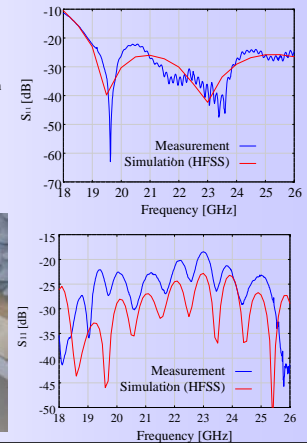 -10
-20
-30
-40
-50
-60
-70
S₁₁ [dB]
Measurement
Simulation (HFSS)
18 19 20 21 22 23 24 25 26
Frequency [GHz]
-15
-20
-25
-30
-35
-40
-45
-50
S₁₁ [dB]
Measurement
Simulation (HFSS)
18 19 20 21 22 23 24 25 26
Frequency [GHz]